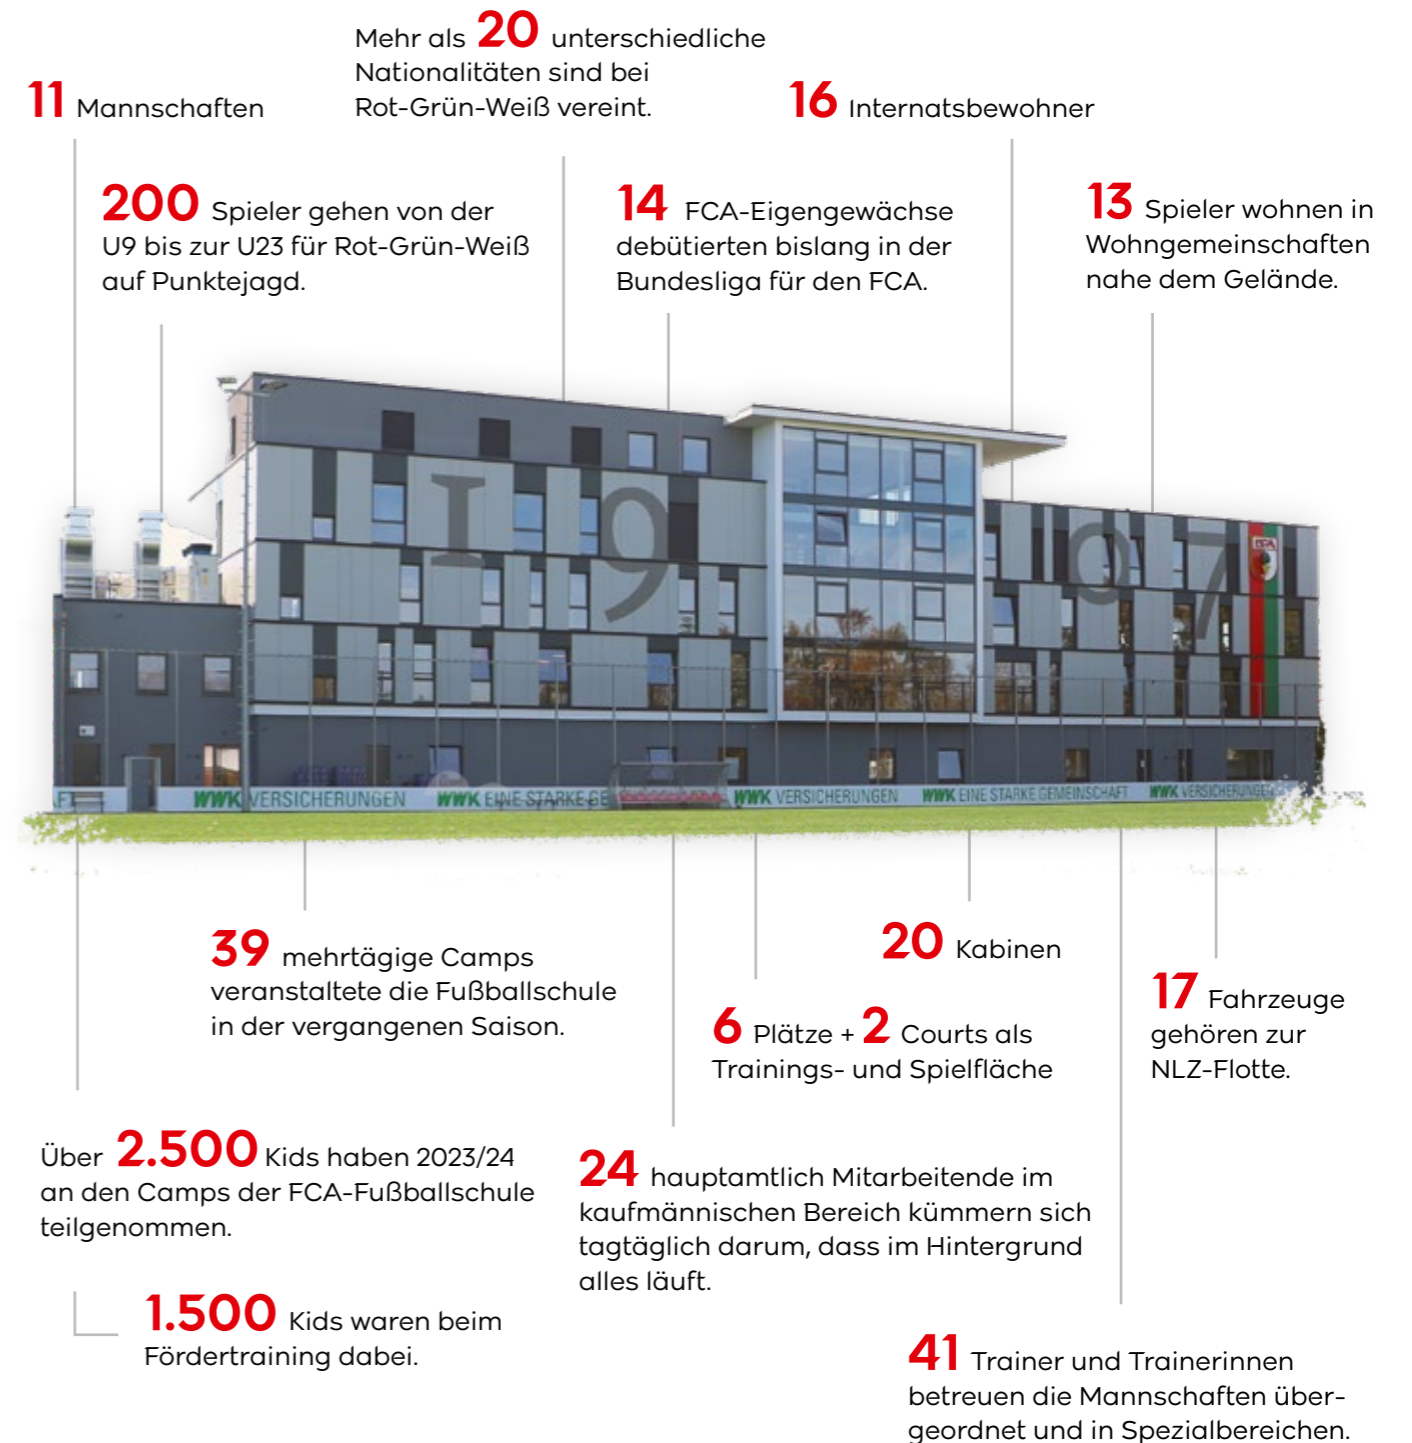 Mehr als 20 unterschiedliche
Nationalitäten sind bei
Rot-Grün-Weiß vereint.
11 Mannschaften
16 Internatsbewohner
200 Spieler gehen von der
U9 bis zur U23 für Rot-Grün-Weiß
auf Punktejagd.
14 FCA-Eigengewächse
debütierten bislang in der
Bundesliga für den FCA.
13 Spieler wohnen in
Wohngemeinschaften
nahe dem Gelände.
19
07
FCA
WWK VERSICHERUNGEN
WWK EINE STARKE GE
WWK VERSICHERUNGEN
WWK EINE STARKE GEMEINSCHAFT
WWK VERSICHERUNGE
39 mehrtägige Camps
veranstaltete die Fußballschule
in der vergangenen Saison.
20 Kabinen
6 Plätze + 2 Courts als
Trainings- und Spielfläche
17 Fahrzeuge
gehören zur
NLZ-Flotte.
Über 2.500 Kids haben 2023/24
an den Camps der FCA-Fußballschule
teilgenommen.
24 hauptamtlich Mitarbeitende im
kaufmännischen Bereich kümmern sich
tagtäglich darum, dass im Hintergrund
alles läuft.
1.500 Kids waren beim
Fördertraining dabei.
41 Trainer und Trainerinnen
betreuen die Mannschaften über-
geordnet und in Spezialbereichen.